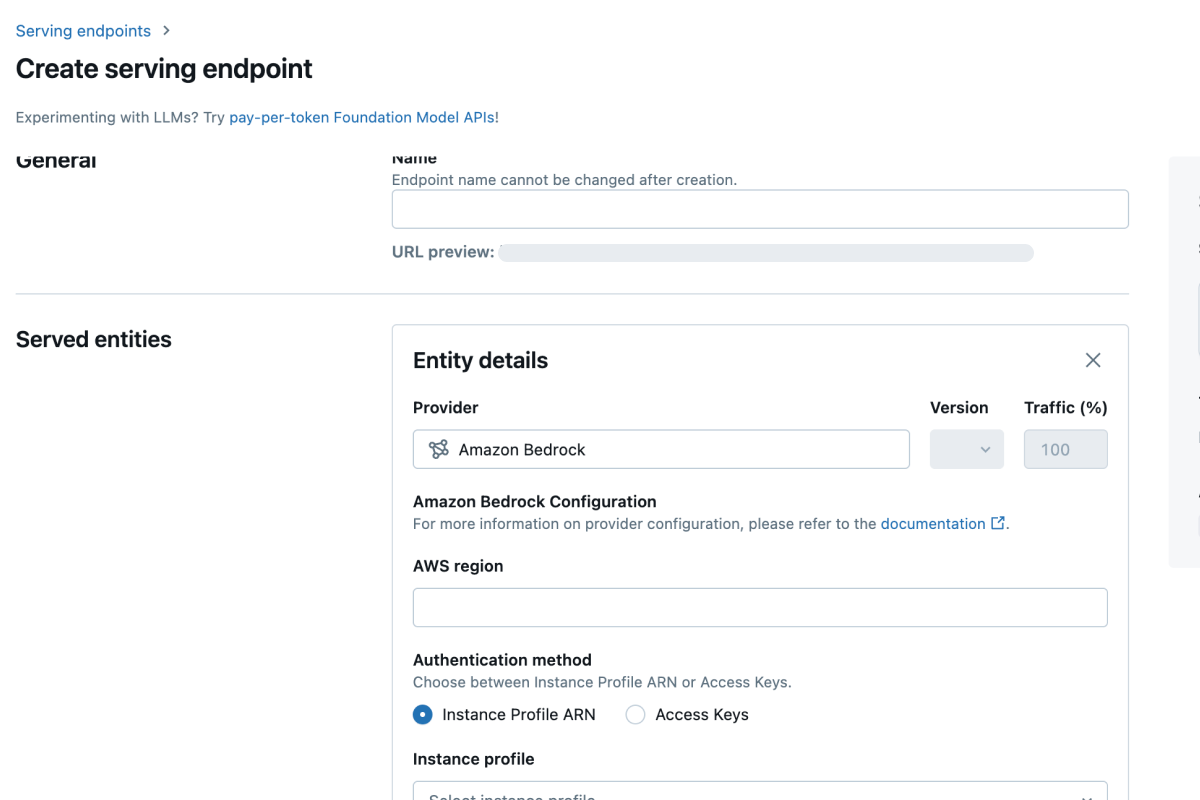 Serving endpoints
Create serving endpoint
Experimenting with LLMs? Try pay-per-token Foundation Model APIs!
General
Name
Endpoint name cannot be changed after creation.
URL preview:
Served entities
Entity details
Provider Version Traffic (%)
Amazon Bedrock 100
Amazon Bedrock Configuration
For more information on provider configuration, please refer to the documentation.
AWS region
Authentication method
Choose between Instance Profile ARN or Access Keys.
Instance Profile ARN Access Keys
Instance profile
Select instance profile